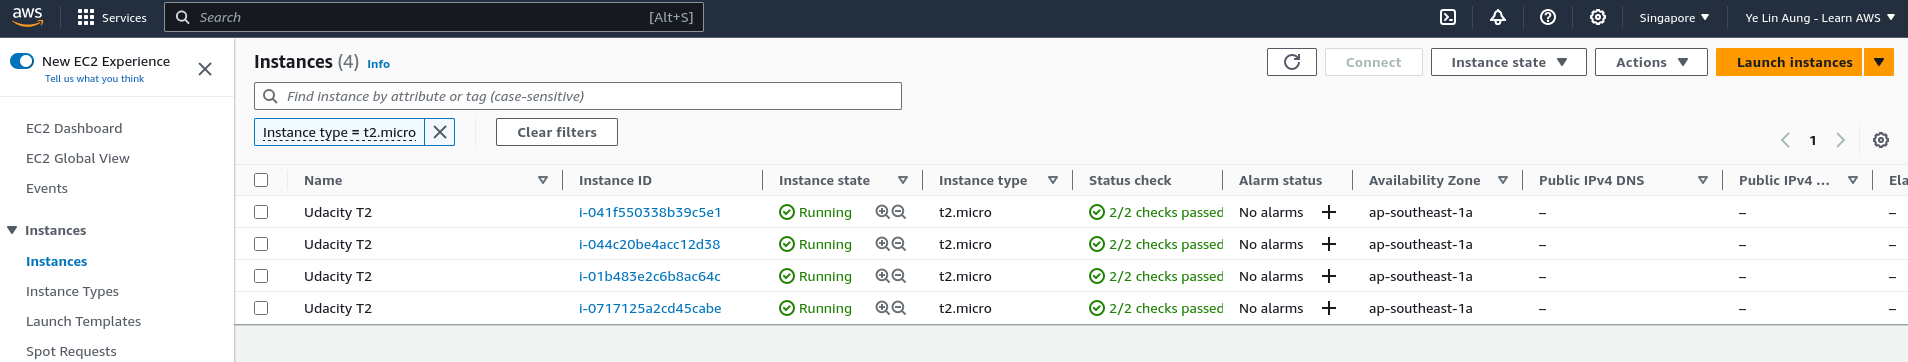 aws Services Search [Alt+S] Singapore Ye Lin Aung - Learn AWS
New EC2 Experience
Tell us what you think
EC2 Dashboard
EC2 Global View
Events
Instances
Instances
Instance Types
Launch Templates
Spot Requests
Instances (4) Info Connect Instance state Actions Launch instances
Find instance by attribute or tag (case-sensitive)
Instance type = t2.micro Clear filters
1
Name Instance ID Instance state Instance type Status check Alarm status Availability Zone Public IPv4 DNS Public IPv4 ... Ela
Udacity T2 i-041f550338b39c5e1 Running t2.micro 2/2 checks passed No alarms + ap-southeast-1a – – –
Udacity T2 i-044c20be4acc12d38 Running t2.micro 2/2 checks passed No alarms + ap-southeast-1a – – –
Udacity T2 i-01b483e2c6b8ac64c Running t2.micro 2/2 checks passed No alarms + ap-southeast-1a – – –
Udacity T2 i-0717125a2cd45cabe Running t2.micro 2/2 checks passed No alarms + ap-southeast-1a – – –